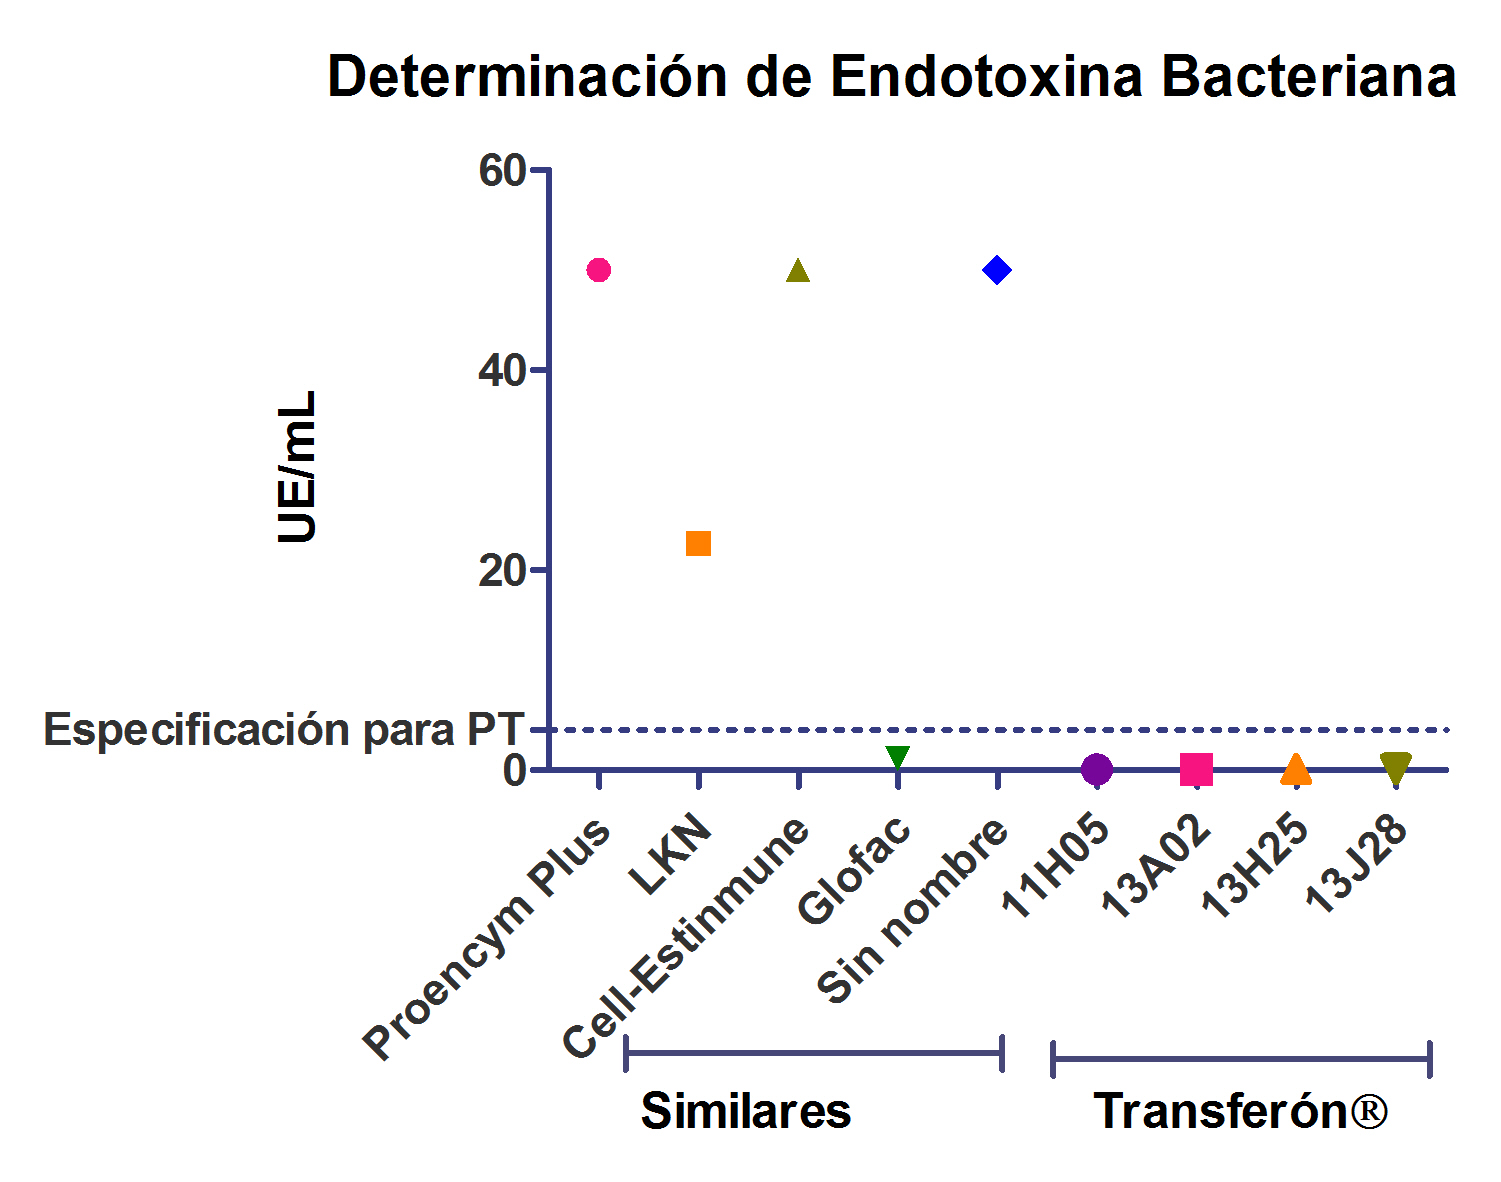 Determinación de Endotoxina Bacteriana
UE/mL
60
40
20
Especificación para PT
0
Proencym Plus
LKN
Cell-Estinmune
Glofac
Sin nombre
11H05
13A02
13H25
13J28
Similares
Transferón®